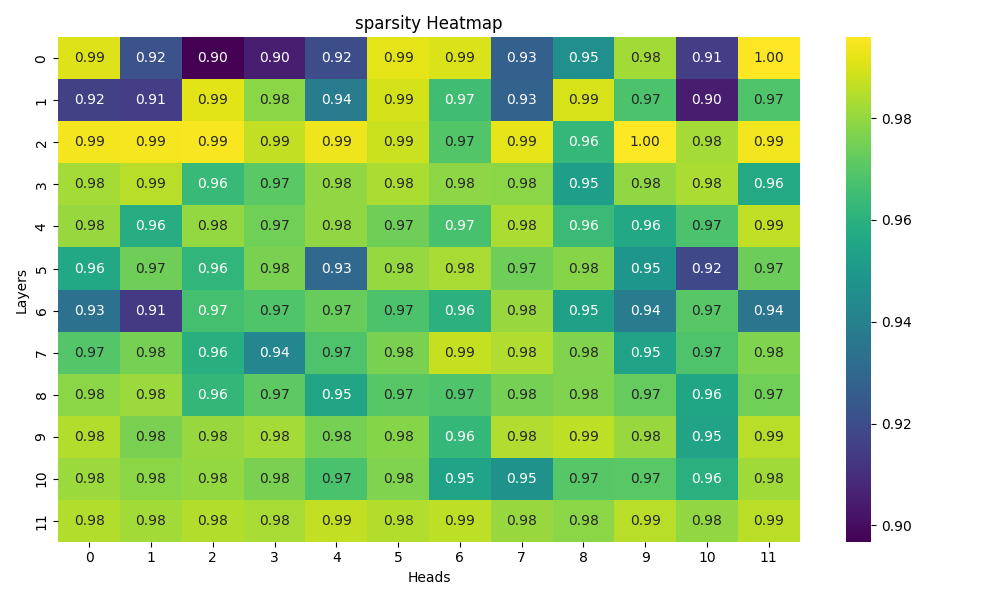 sparsity Heatmap
0 0.99 0.92 0.90 0.90 0.92 0.99 0.99 0.93 0.95 0.98 0.91 1.00
1 0.92 0.91 0.99 0.98 0.94 0.99 0.97 0.93 0.99 0.97 0.90 0.97
2 0.99 0.99 0.99 0.99 0.99 0.99 0.97 0.99 0.96 1.00 0.98 0.99
3 0.98 0.99 0.96 0.97 0.98 0.98 0.98 0.98 0.95 0.98 0.98 0.96
4 0.98 0.96 0.98 0.97 0.98 0.97 0.97 0.98 0.96 0.96 0.97 0.99
5 0.96 0.97 0.96 0.98 0.93 0.98 0.98 0.97 0.98 0.95 0.92 0.97
6 0.93 0.91 0.97 0.97 0.97 0.97 0.96 0.98 0.95 0.94 0.97 0.94
7 0.97 0.98 0.96 0.94 0.97 0.98 0.99 0.98 0.98 0.95 0.97 0.98
8 0.98 0.98 0.96 0.97 0.95 0.97 0.97 0.98 0.98 0.97 0.96 0.97
9 0.98 0.98 0.98 0.98 0.98 0.98 0.96 0.98 0.99 0.98 0.95 0.99
10 0.98 0.98 0.98 0.98 0.97 0.98 0.95 0.95 0.97 0.97 0.96 0.98
11 0.98 0.98 0.98 0.98 0.99 0.98 0.99 0.98 0.98 0.99 0.98 0.99
0 1 2 3 4 5 6 7 8 9 10 11
Heads
Layers
0.98
0.96
0.94
0.92
0.90